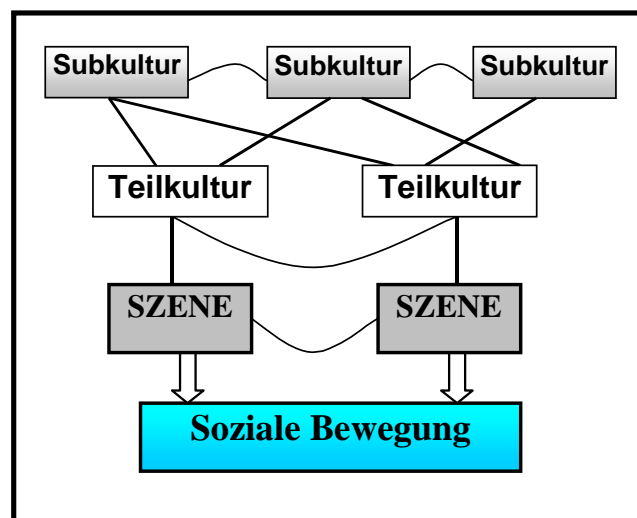 Subkultur
Subkultur
Subkultur
Teilkultur
Teilkultur
SZENE
SZENE
Soziale Bewegung